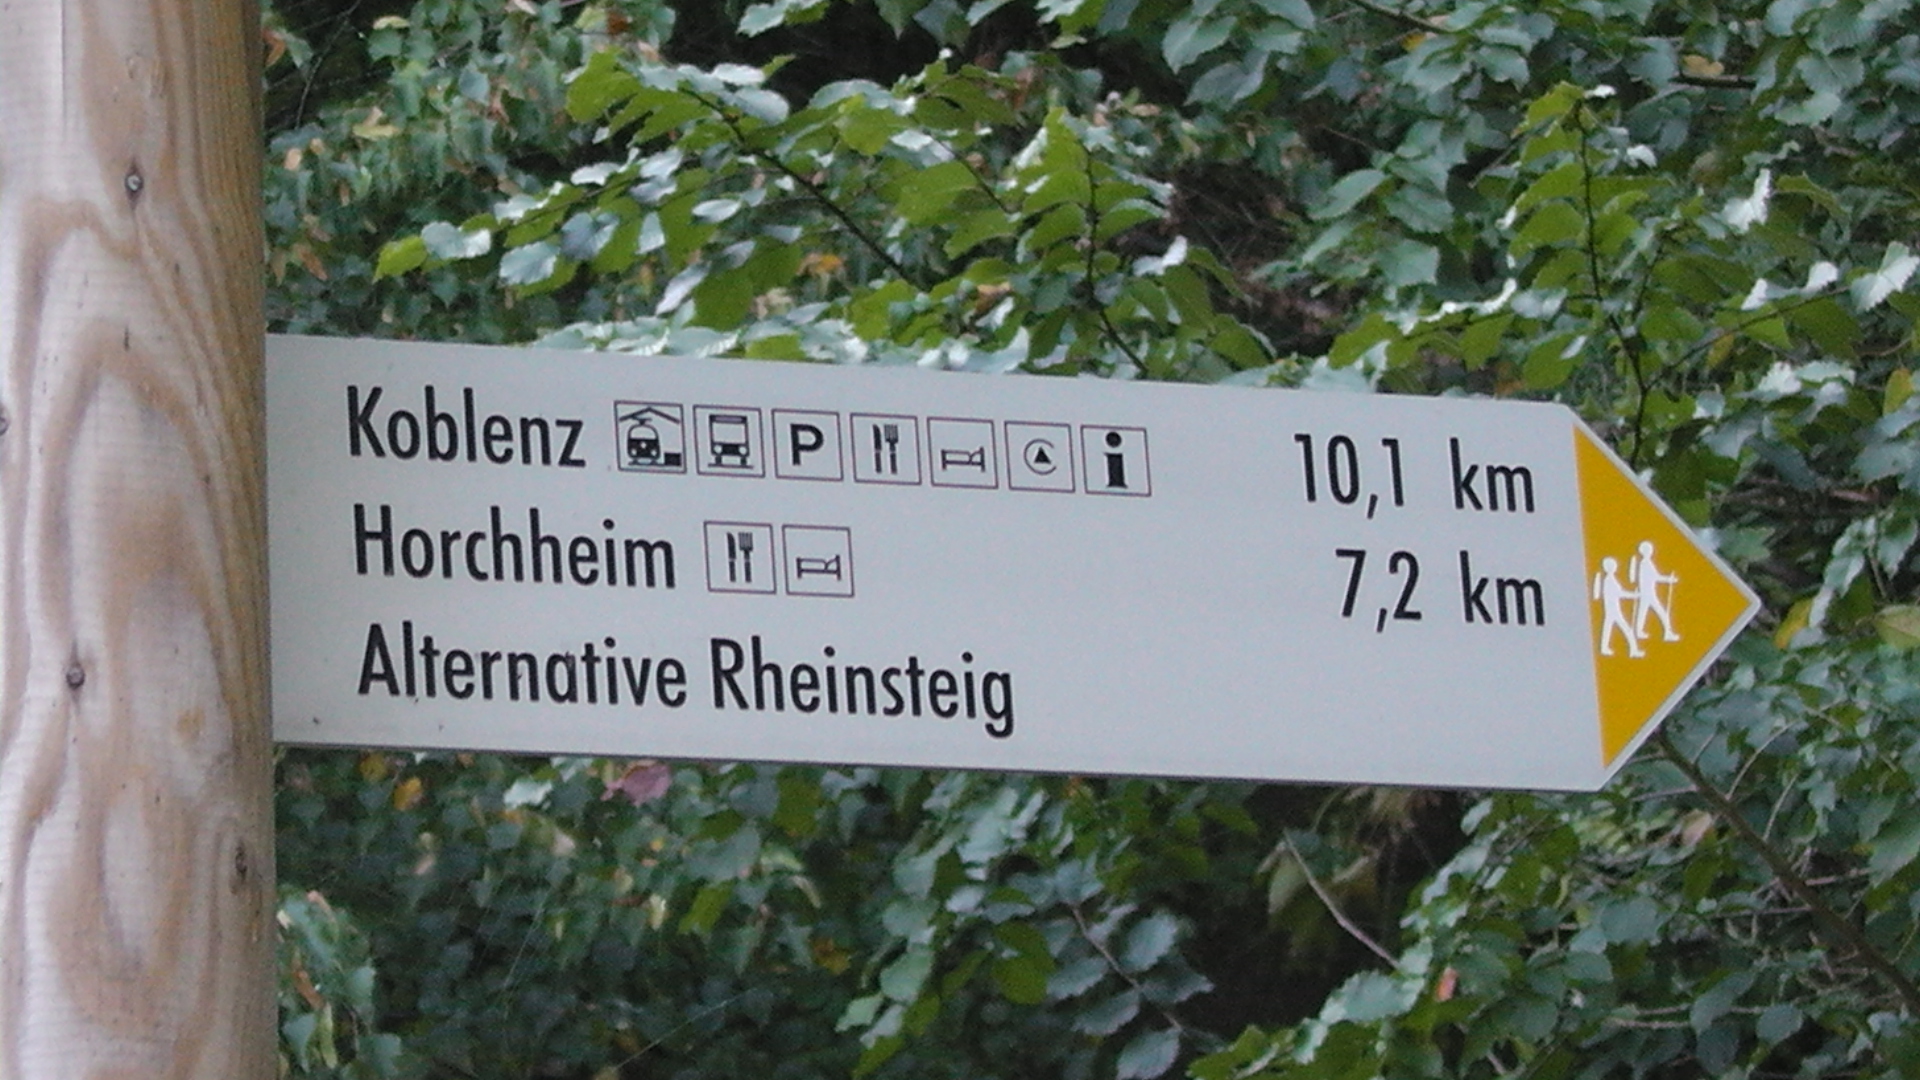 Koblenz P i 10,1 km
Horchheim 7,2 km
Alternative Rheinsteig